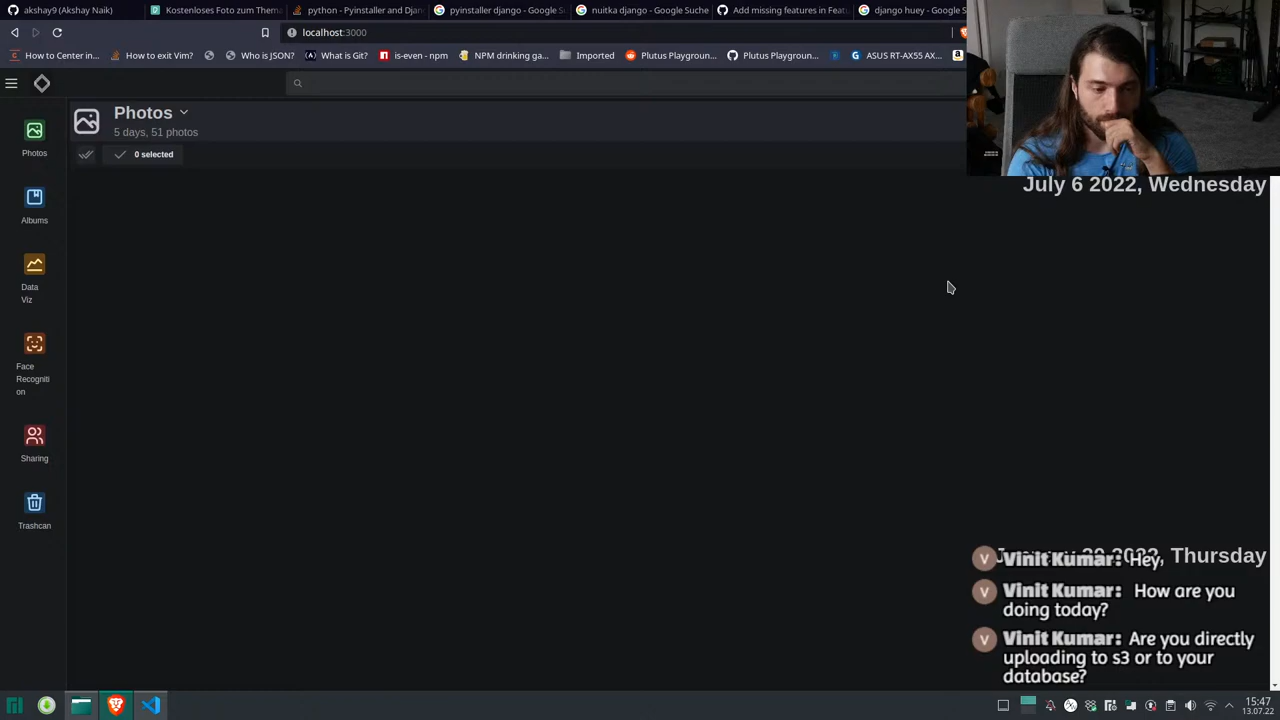 akshay9 (Akshay Naik)
Kostenloses Foto zum Thema
python - Pyinstaller and Djan
pyinstaller django - Google S
nuitka django - Google Suche
Add missing features in Featu
django huey - Google S
localhost:3000
How to Center in...
How to exit Vim?
Who is JSON?
What is Git?
is-even - npm
NPM drinking ga...
Imported
Plutus Playgroun...
Plutus Playgroun...
ASUS RT-AX55 AX...
Photos
5 days, 51 photos
0 selected
July 6 2022, Wednesday
Photos
Albums
Data
Viz
Face
Recogniti
on
Sharing
Trashcan
2022, Thursday
Vinit Kumar: Hey
Vinit Kumar: How are you
doing today?
Vinit Kumar: Are you directly
uploading to s3 or to your
database?
15:47
13.07.22